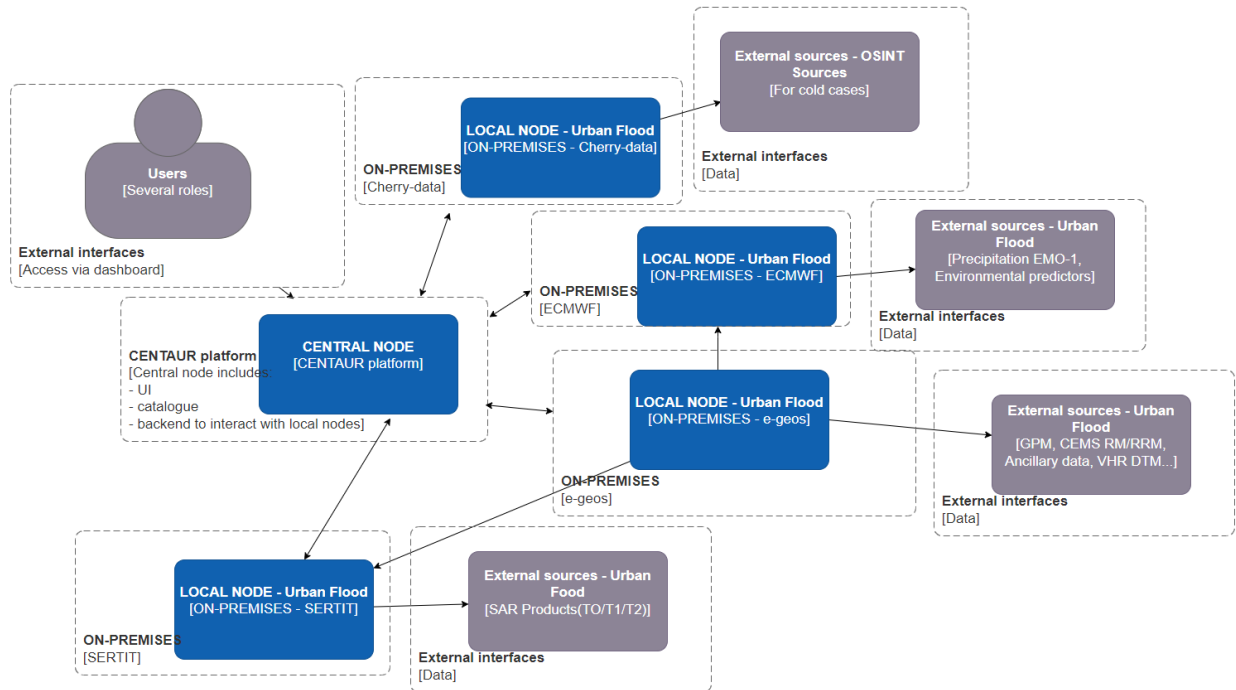 External sources - OSINT
Sources
[For cold cases]
External interfaces
[Data]
LOCAL NODE - Urban Flood
[ON-PREMISES - Cherry-data]
ON-PREMISES
[Cherry-data]
Users
[Several roles]
External interfaces
[Access via dashboard]
LOCAL NODE - Urban Flood
[ON-PREMISES - ECMWF]
ON-PREMISES
[ECMWF]
External sources - Urban
Flood
[Precipitation EMO-1,
Environmental predictors]
External interfaces
[Data]
CENTRAL NODE
[CENTAUR platform]
CENTAUR platform
[Central node includes:
- UI
- catalogue
- backend to interact with local nodes]
LOCAL NODE - Urban Flood
[ON-PREMISES - e-geos]
ON-PREMISES
[e-geos]
External sources - Urban
Flood
[GPM, CEMS RM/RRM,
Ancillary data, VHR DTM...]
External interfaces
[Data]
LOCAL NODE - Urban Flood
[ON-PREMISES - SERTIT]
ON-PREMISES
[SERTIT]
External sources - Urban
Food
[SAR Products(TO/T1/T2)]
External interfaces
[Data]